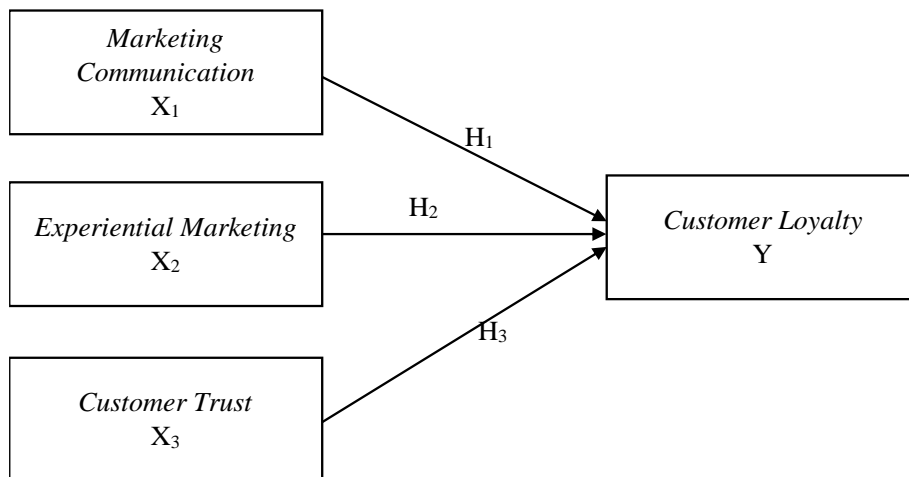 Marketing
Communication
X₁
H₁
Experiential Marketing
X₂
H₂
Customer Loyalty
Y
H₃
Customer Trust
X₃